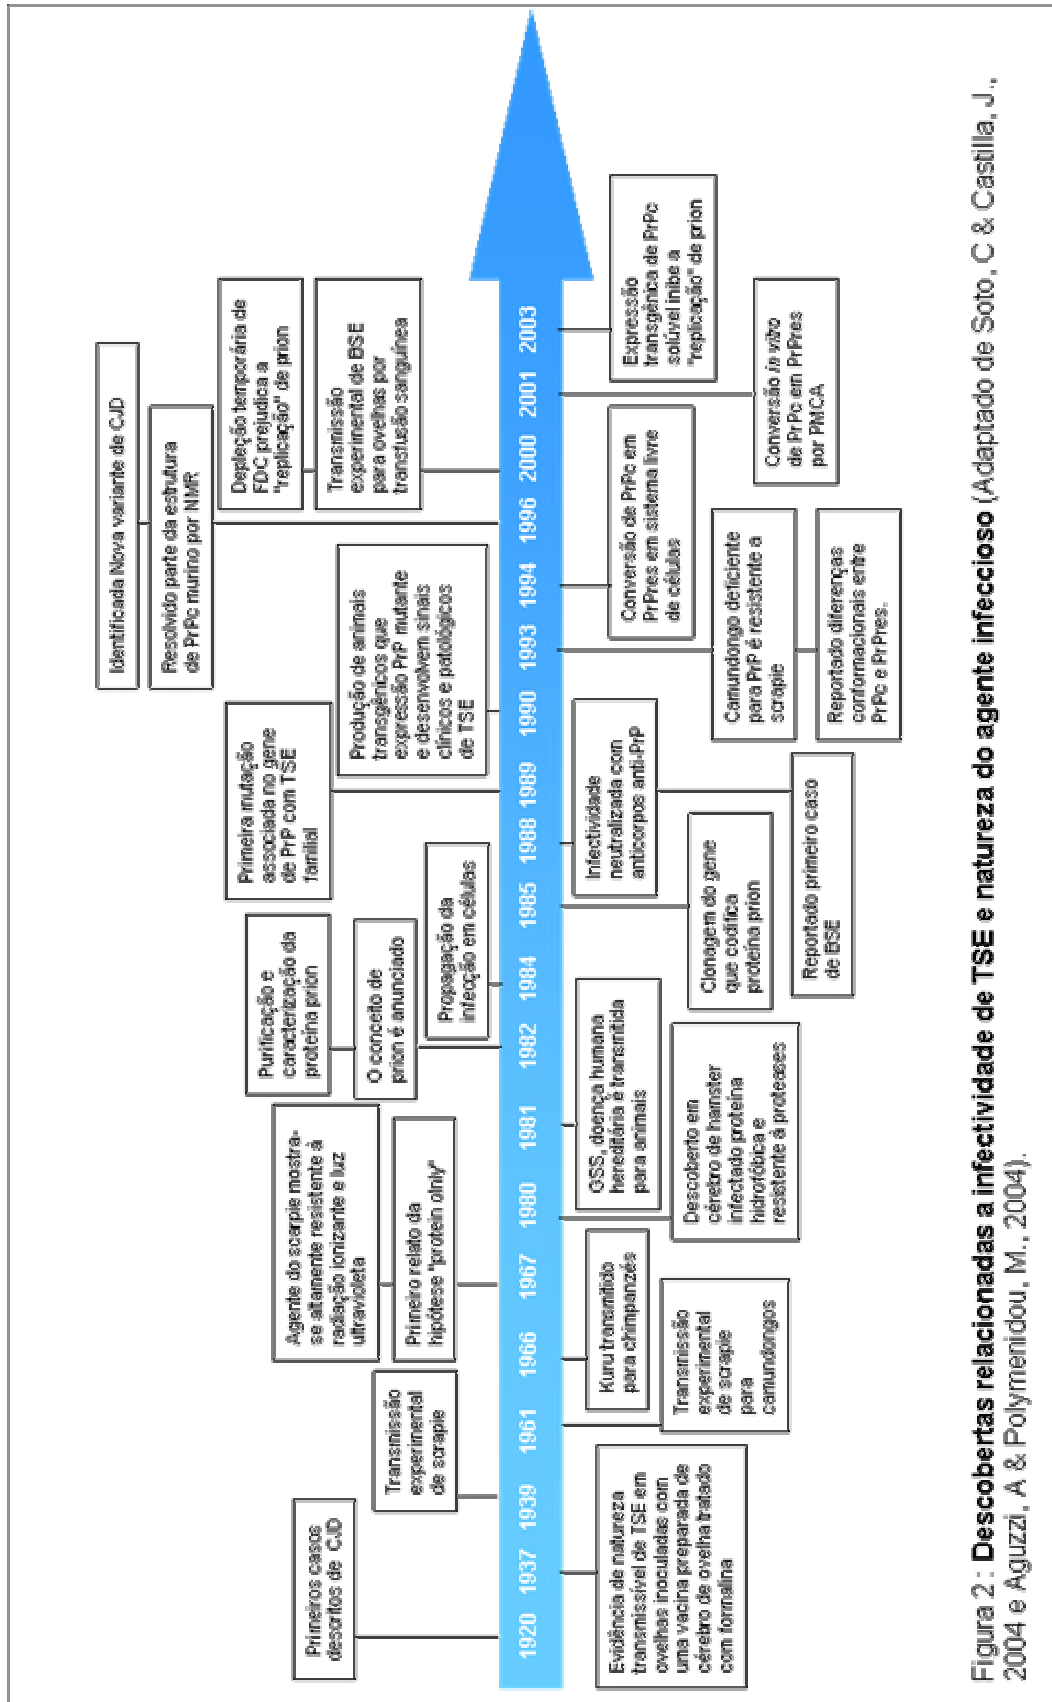 Identificada Nova variante de CJD
Resolvido parte da estrutura
de PrPc murino por NMR
Depleção temporária de
FDC prejudica a
"replicação" de prion
Transmissão
experimental de BSE
para ovelhas por
transfusão sanguínea
Primeira mutação
associada no gene
de PrP com TSE
familial
Produção de animais
transgênicos que
expressão PrP mutante
e desenvolvem sinais
clínicos e patológicos
de TSE
Purificação e
caracterização da
proteína prion
O conceito de
prion é anunciado
Propagação da
infecção em células
Agente do scarpie mostra-
se altamente resistente à
radiação ionizante e luz
ultravioleta
Primeiro relato da
hipótese "protein olnly"
Transmissão
experimental
de scrapie
Primeiros casos
descritos de CJD
1920 1937 1939 1961 1966 1967 1980 1981 1982 1984 1985 1988 1989 1990 1993 1994 1996 2000 2001 2003
Evidência de natureza
transmissível de TSE em
ovelhas inoculadas com
uma vacina preparada de
cérebro de ovelha tratado
com formalina
Kuru transmitido
para chimpanzés
Transmissão
experimental
de scrapie
para
camundongos
GSS, doença humana
hereditária é transmitida
para animais
Descoberto em
cérebro de hamster
infectado proteína
hidrofóbica e
resistente à proteases
Infectividade
neutralizada com
anticorpos anti-PrP
Clonagem do gene
que codifica
proteína prion
Reportado primeiro caso
de BSE
Conversão de PrPc em
PrPres em sistema livre
de células
Camundongo deficiente
para PrP é resistente a
scrapie
Reportado diferenças
conformacionais entre
PrPc e PrPres.
Expressão
transgênica de PrPc
solúvel inibe a
"replicação" de prion
Conversão in vitro
de PrPc em PrPres
por PMCA
Figura 2 : Descobertas relacionadas a infectividade de TSE e natureza do agente infeccioso (Adaptado de Soto, C & Castilla, J.,
2004 e Aguzzi, A & Polymenidou, M., 2004).